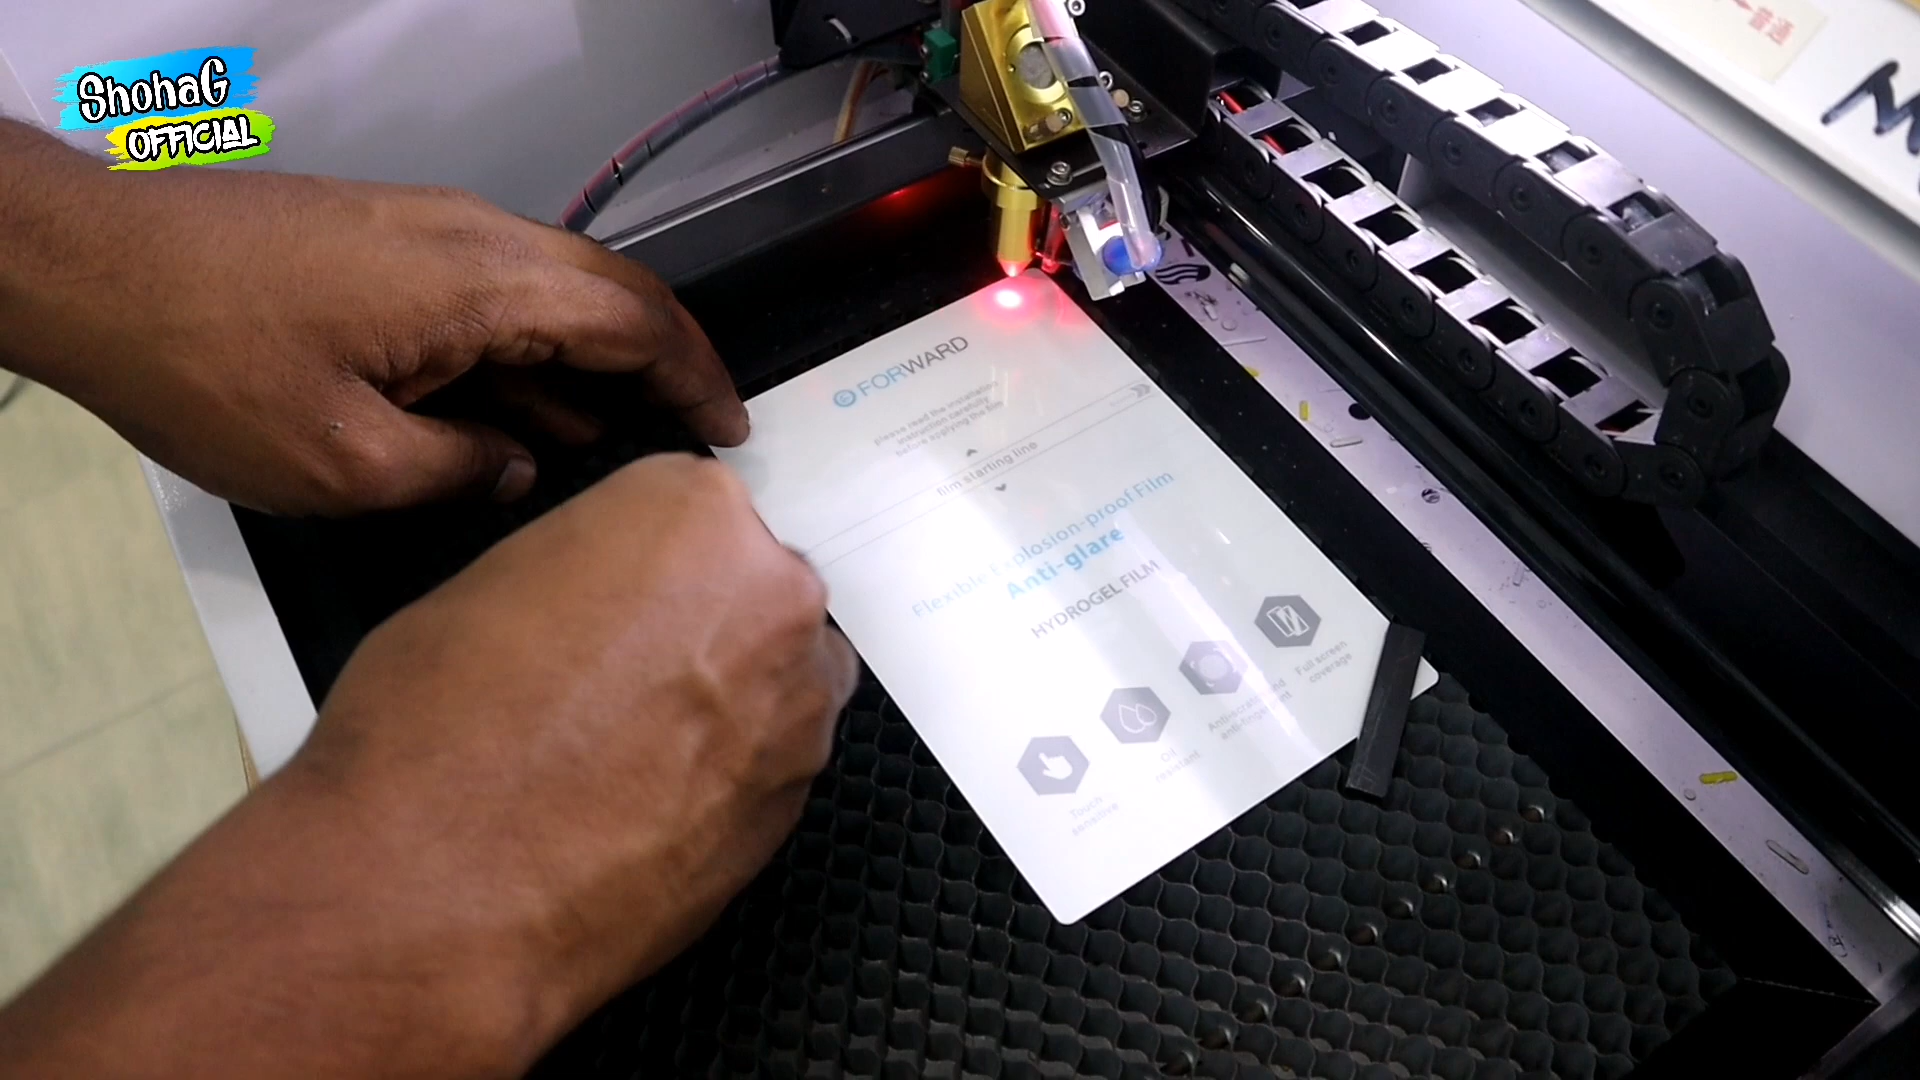 ShohaG
OFFICIAL
FORWARD
please read the installation
instruction carefully
before applying the film
film starting line
Flexible Explosion-proof Film
Anti-glare
HYDROGEL FILM
Touch
sensitive
Oil
resistant
Full screen
coverage